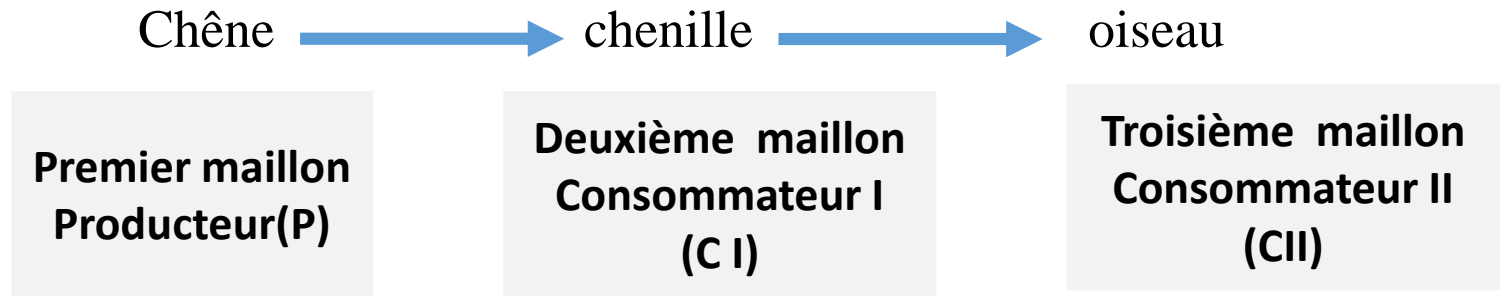 Chêne chenille oiseau
Premier maillon
Producteur(P)
Deuxième maillon
Consommateur I
(C I)
Troisième maillon
Consommateur II
(CII)